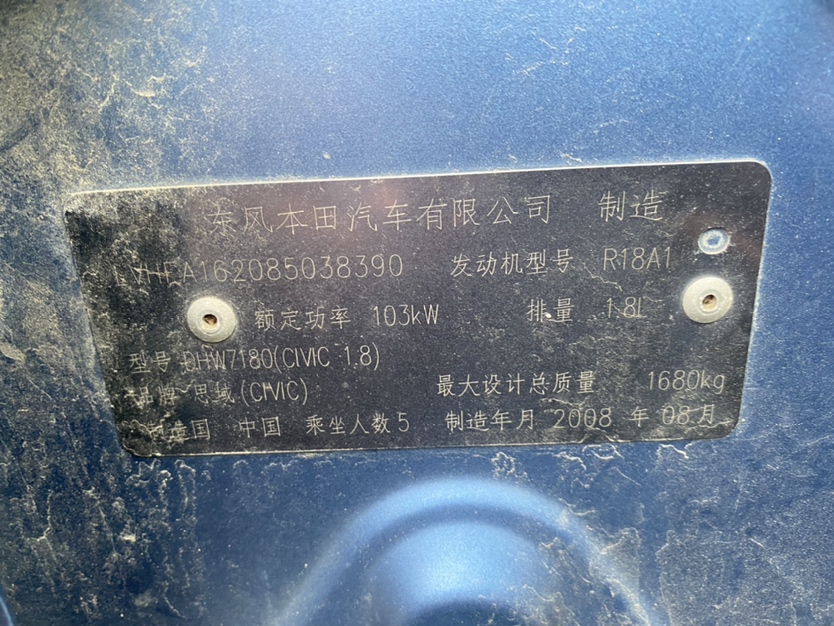 东风本田汽车有限公司 制造
LVHFA162085038390 发动机型号 R18A1
额定功率 103kW 排量 1.8L
型号 DHW7180(CIVIC 1.8)
品牌 思域(CIVIC) 最大设计总质量 1680kg
制造国 中国 乘坐人数 5 制造年月 2008 年 08 月